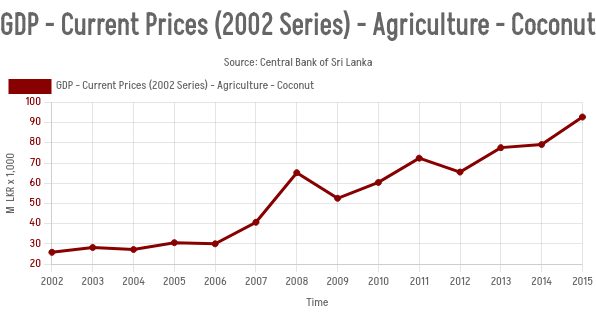 GDP - Current Prices (2002 Series) - Agriculture - Coconut
Source: Central Bank of Sri Lanka
GDP - Current Prices (2002 Series) - Agriculture - Coconut
M LKR x 1,000
100
90
80
70
60
50
40
30
20
2002 2003 2004 2005 2006 2007 2008 2009 2010 2011 2012 2013 2014 2015
Time